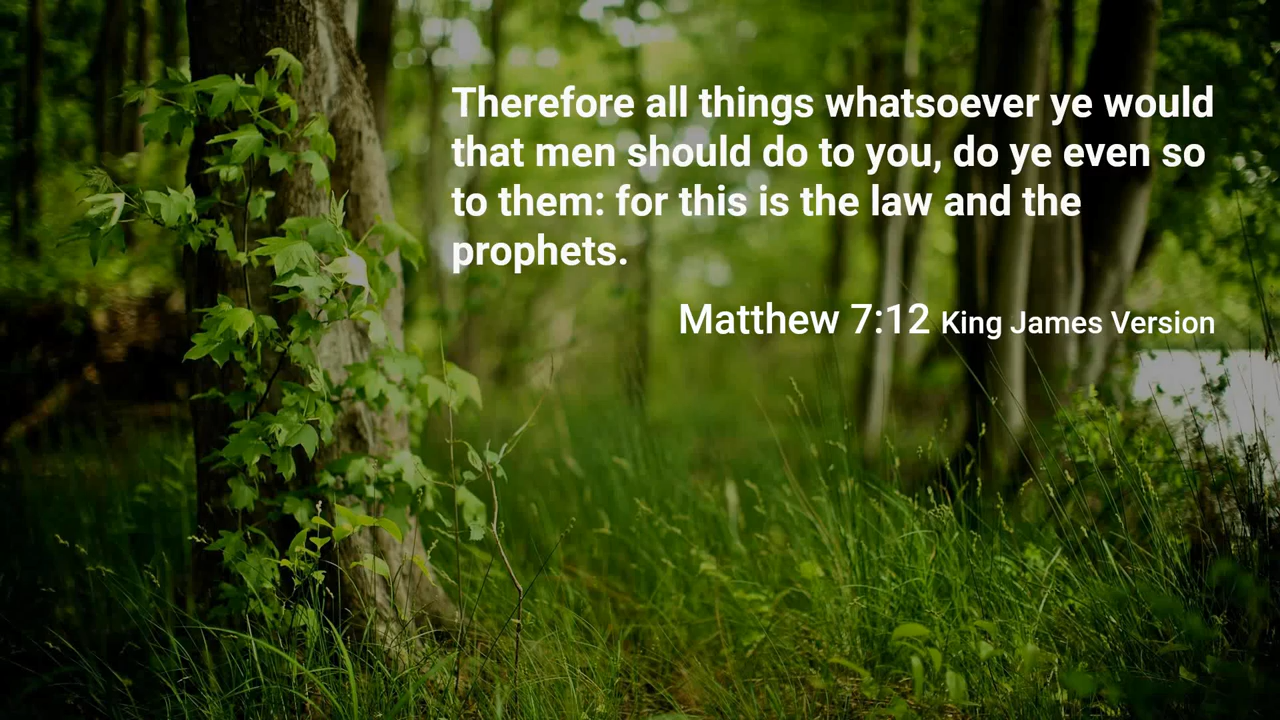 Therefore all things whatsoever ye would
that men should do to you, do ye even so
to them: for this is the law and the
prophets.
Matthew 7:12 King James Version